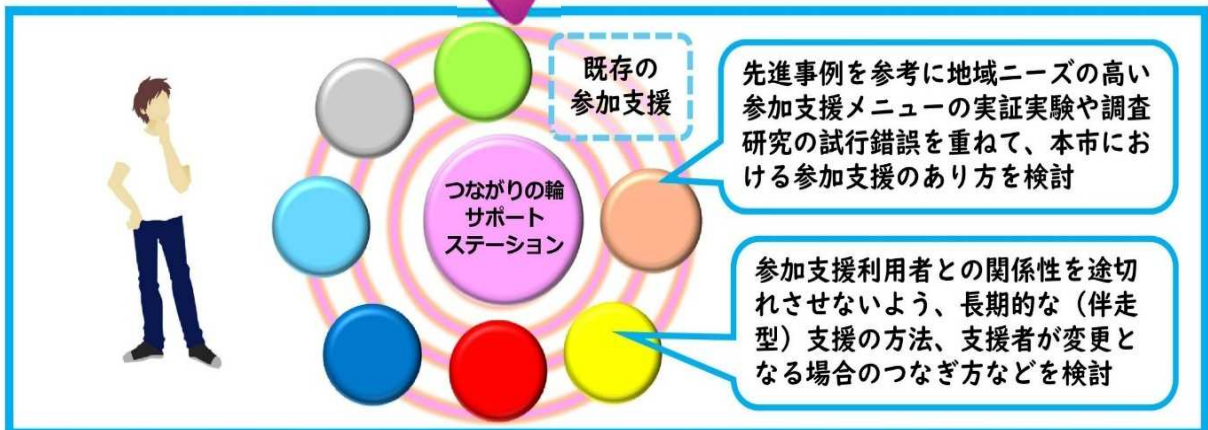 既存の
参加支援
つながりの輪
サポート
ステーション
先進事例を参考に地域ニーズの高い
参加支援メニューの実証実験や調査
研究の試行錯誤を重ねて、本市にお
ける参加支援のあり方を検討
参加支援利用者との関係性を途切
れさせないよう、長期的な（伴走
型）支援の方法、支援者が変更と
なる場合のつなぎ方などを検討